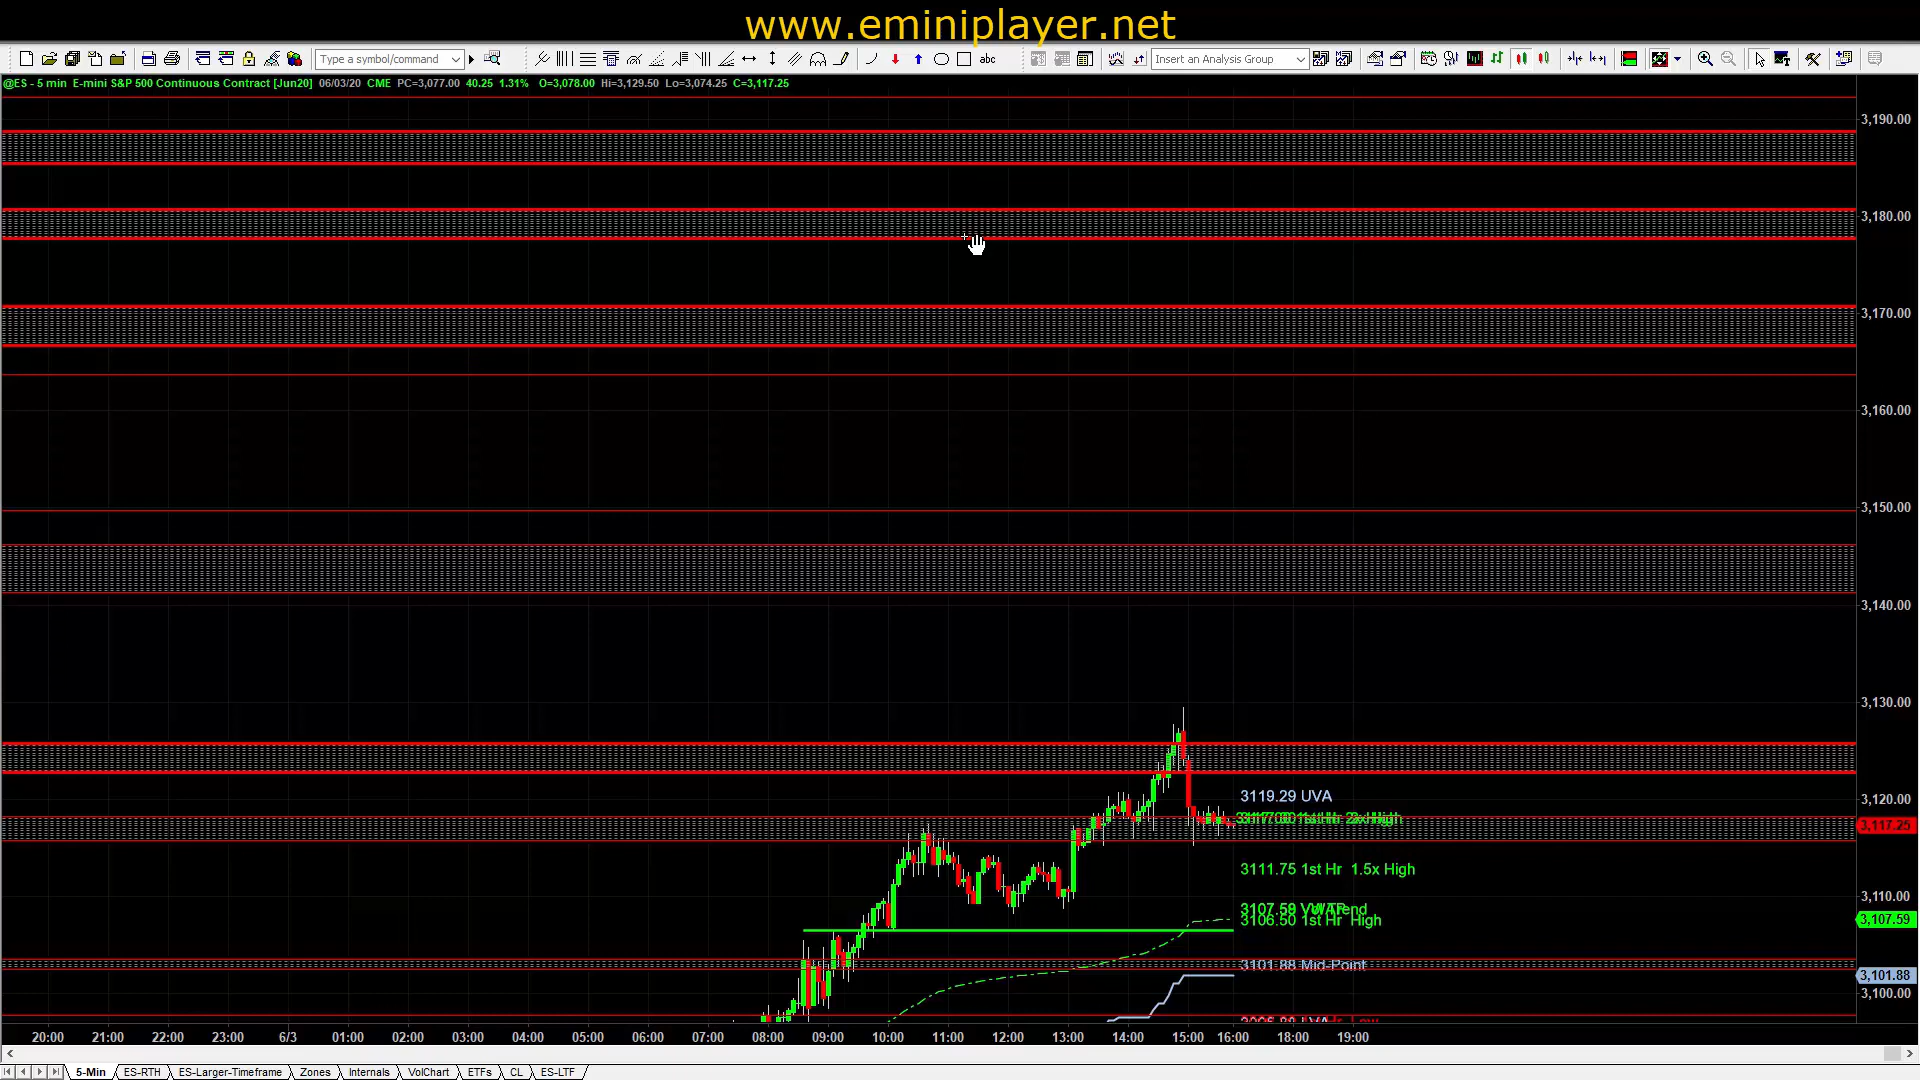 www.eminiplayer.net
Type a symbol/command
abc
Insert an Analysis Group
@ES - 5 min E-mini S&P 500 Continuous Contract [Jun20] 06/03/20 CME PC=3,077.00 40.25 1.31% O=3,078.00 Hi=3,129.50 Lo=3,074.25 C=3,117.25
3,190.00
3,180.00
3,170.00
3,160.00
3,150.00
3,140.00
3,130.00
3119.29 UVA
3,120.00
3,117.25
3111.75 1st Hr 1.5x High
3,110.00
3107.59
3106.50 1st Hr High
3,107.59
3101.88 Mid-Point
3,101.88
3,100.00
20:00 21:00 22:00 23:00 6/3 01:00 02:00 03:00 04:00 05:00 06:00 07:00 08:00 09:00 10:00 11:00 12:00 13:00 14:00 15:00 16:00 18:00 19:00
5-Min ES-RTH ES-Larger-Timeframe Zones Internals VolChart ETFs CL ES-LTF